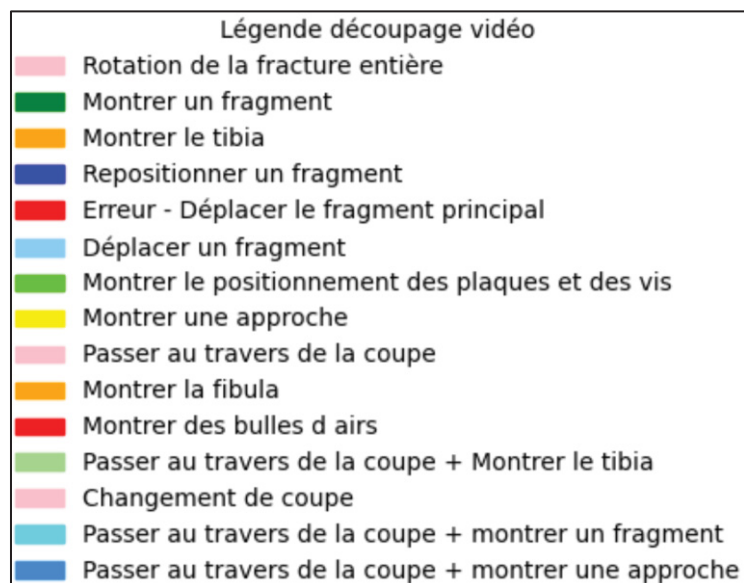 Légende découpage vidéo
Rotation de la fracture entière
Montrer un fragment
Montrer le tibia
Repositionner un fragment
Erreur - Déplacer le fragment principal
Déplacer un fragment
Montrer le positionnement des plaques et des vis
Montrer une approche
Passer au travers de la coupe
Montrer la fibula
Montrer des bulles d airs
Passer au travers de la coupe + Montrer le tibia
Changement de coupe
Passer au travers de la coupe + montrer un fragment
Passer au travers de la coupe + montrer une approche